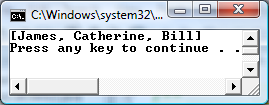 C:\Windows\system32\...
[James, Catherine, Bill]
Press any key to continue . .